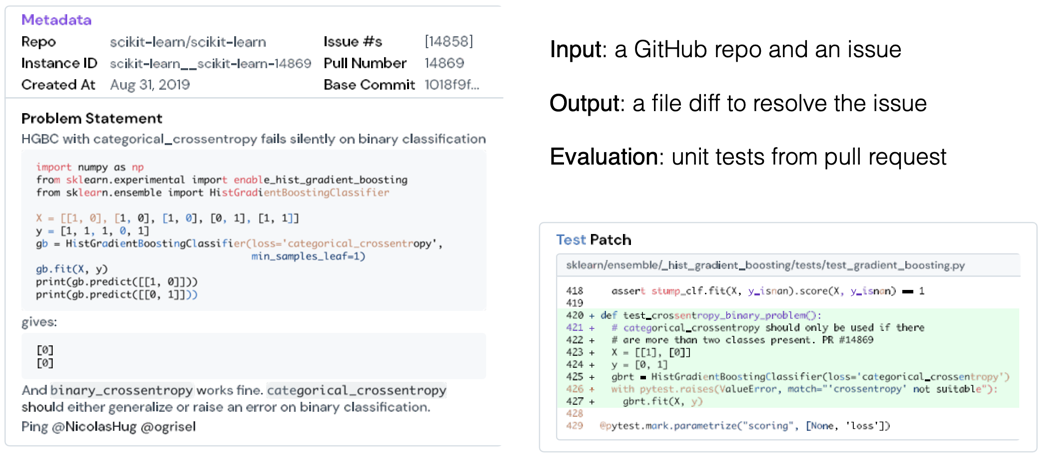 Metadata
Repo scikit-learn/scikit-learn Issue #s [14858]
Instance ID scikit-learn__scikit-learn-14869 Pull Number 14869
Created At Aug 31, 2019 Base Commit 1018f9f...
Problem Statement
HGBC with categorical_crossentropy fails silently on binary classification
import numpy as np
from sklearn.experimental import enable_hist_gradient_boosting
from sklearn.ensemble import HistGradientBoostingClassifier
X = [[1, 0], [1, 0], [1, 0], [0, 1], [1, 1]]
y = [1, 1, 1, 0, 1]
gb = HistGradientBoostingClassifier(loss='categorical_crossentropy',
min_samples_leaf=1)
gb.fit(X, y)
print(gb.predict([[1, 0]]))
print(gb.predict([[0, 1]]))
gives:
[0]
[0]
And binary_crossentropy works fine. categorical_crossentropy
should either generalize or raise an error on binary classification.
Ping @NicolasHug @ogrisel
Input: a GitHub repo and an issue
Output: a file diff to resolve the issue
Evaluation: unit tests from pull request
Test Patch
sklearn/ensemble/_hist_gradient_boosting/tests/test_gradient_boosting.py
418 assert stump_clf.fit(X, y_isnan).score(X, y_isnan) == 1
419
420 + def test_crossentropy_binary_problem():
421 + # categorical_crossentropy should only be used if there
422 + # are more than two classes present. PR #14869
423 + X = [[1], [0]]
424 + y = [0, 1]
425 + gbrt = HistGradientBoostingClassifier(loss='categorical_crossentropy')
426 + with pytest.raises(ValueError, match="'crossentropy' not suitable"):
427 + gbrt.fit(X, y)
428
429 @pytest.mark.parametrize("scoring", [None, 'loss'])